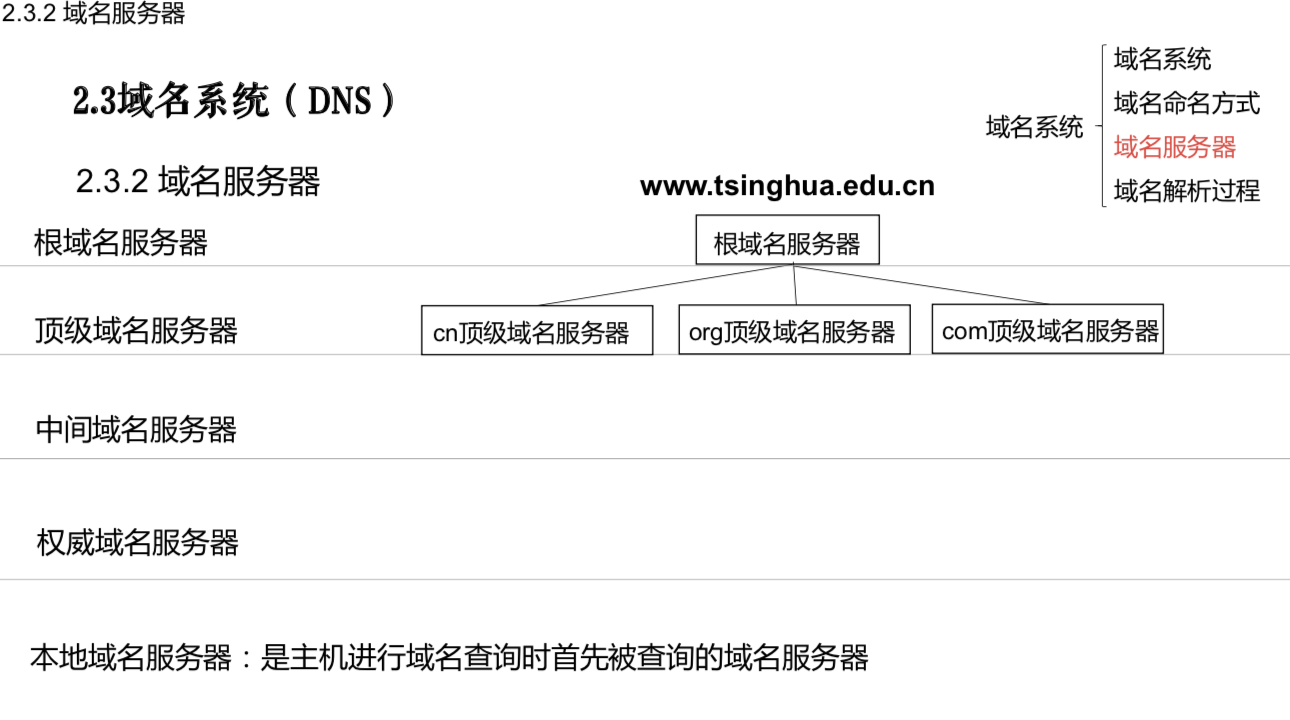 2.3.2 域名服务器
2.3域名系统（DNS）
域名系统
域名系统
域名命名方式
域名服务器
域名解析过程
2.3.2 域名服务器
www.tsinghua.edu.cn
根域名服务器
根域名服务器
顶级域名服务器
cn顶级域名服务器
org顶级域名服务器
com顶级域名服务器
中间域名服务器
权威域名服务器
本地域名服务器：是主机进行域名查询时首先被查询的域名服务器